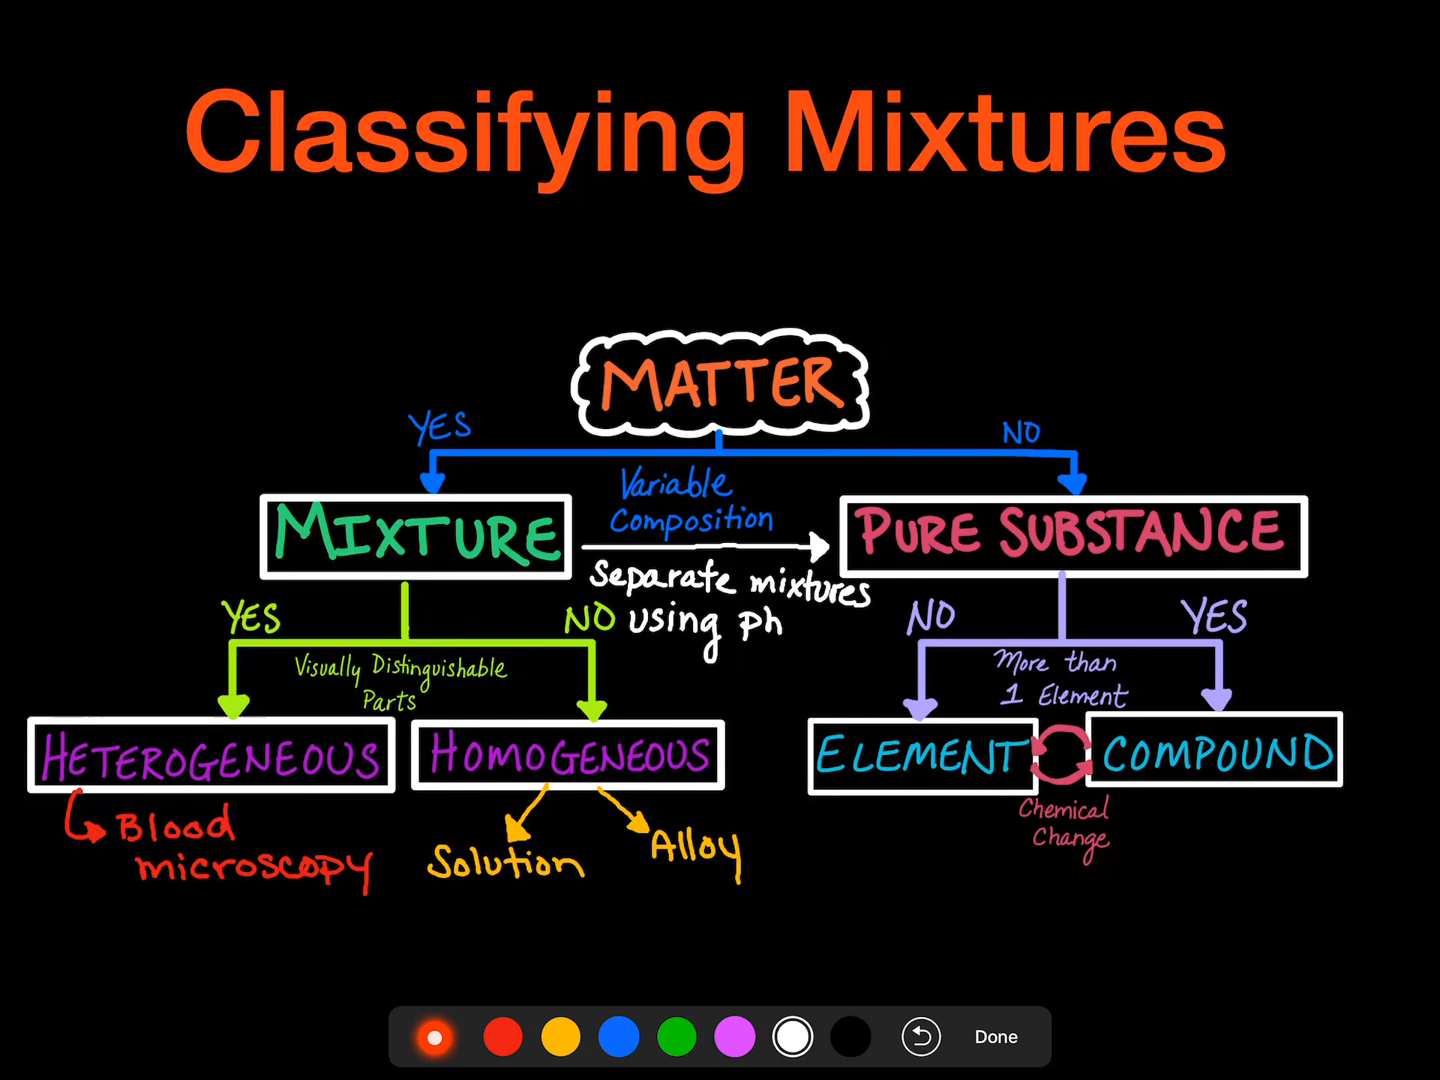 Classifying Mixtures
MATTER
YES
NO
Variable
Composition
MIXTURE
PURE SUBSTANCE
Separate mixtures
using ph
YES
NO
Visually Distinguishable
Parts
NO
YES
More than
1 Element
HETEROGENEOUS
HOMOGENEOUS
ELEMENT
COMPOUND
Chemical
Change
Blood
microscopy
Solution
Alloy
Done